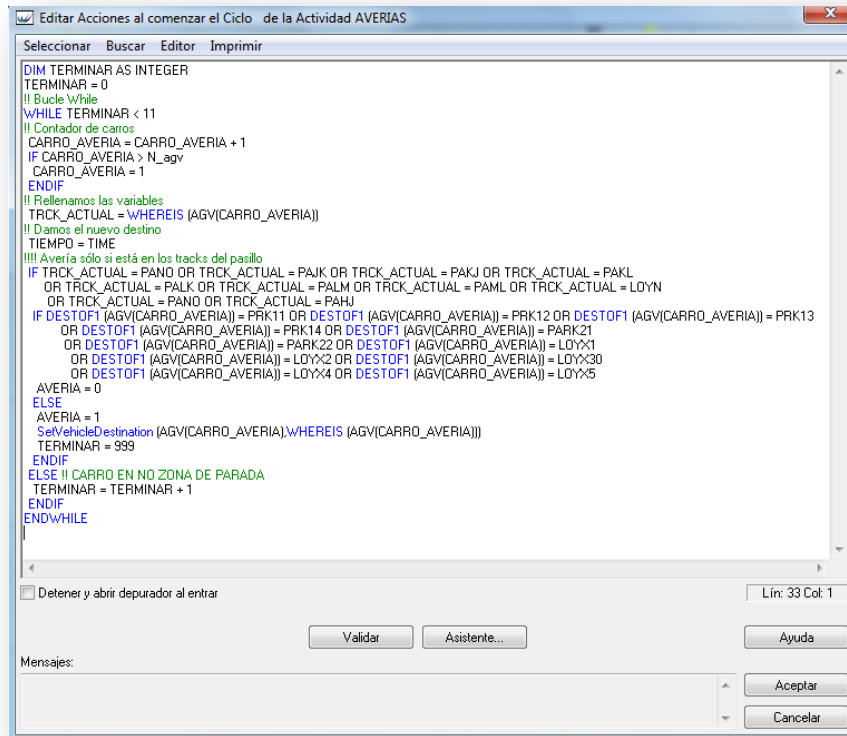 Editar Acciones al comenzar el Ciclo de la Actividad AVERIAS
Seleccionar Buscar Editor Imprimir
DIM TERMINAR AS INTEGER
TERMINAR = 0
!! Bucle While
WHILE TERMINAR < 11
!! Contador de carros
CARRO_AVERIA = CARRO_AVERIA + 1
IF CARRO_AVERIA > N_agv
CARRO_AVERIA = 1
ENDIF
!! Rellenamos las variables
TRCK_ACTUAL = WHEREIS (AGV(CARRO_AVERIA))
!! Damos el nuevo destino
TIEMPO = TIME
!!!! Avería sólo si está en los tracks del pasillo
IF TRCK_ACTUAL = PANO OR TRCK_ACTUAL = PAJK OR TRCK_ACTUAL = PAKJ OR TRCK_ACTUAL = PAKL
OR TRCK_ACTUAL = PALK OR TRCK_ACTUAL = PALM OR TRCK_ACTUAL = PAML OR TRCK_ACTUAL = LOYN
OR TRCK_ACTUAL = PANO OR TRCK_ACTUAL = PAHJ
IF DESTOF1 (AGV(CARRO_AVERIA)) = PRK11 OR DESTOF1 (AGV(CARRO_AVERIA)) = PRK12 OR DESTOF1 (AGV(CARRO_AVERIA)) = PRK13
OR DESTOF1 (AGV(CARRO_AVERIA)) = PRK14 OR DESTOF1 (AGV(CARRO_AVERIA)) = PARK21
OR DESTOF1 (AGV(CARRO_AVERIA)) = PARK22 OR DESTOF1 (AGV(CARRO_AVERIA)) = LOYX1
OR DESTOF1 (AGV(CARRO_AVERIA)) = LOYX2 OR DESTOF1 (AGV(CARRO_AVERIA)) = LOYX30
OR DESTOF1 (AGV(CARRO_AVERIA)) = LOYX4 OR DESTOF1 (AGV(CARRO_AVERIA)) = LOYX5
AVERIA = 0
ELSE
AVERIA = 1
SetVehicleDestination (AGV(CARRO_AVERIA),WHEREIS (AGV(CARRO_AVERIA)))
TERMINAR = 999
ENDIF
ELSE !! CARRO EN NO ZONA DE PARADA
TERMINAR = TERMINAR + 1
ENDIF
ENDWHILE
Detener y abrir depurador al entrar
Lín: 33 Col: 1
Validar Asistente... Ayuda
Mensajes:
Aceptar
Cancelar